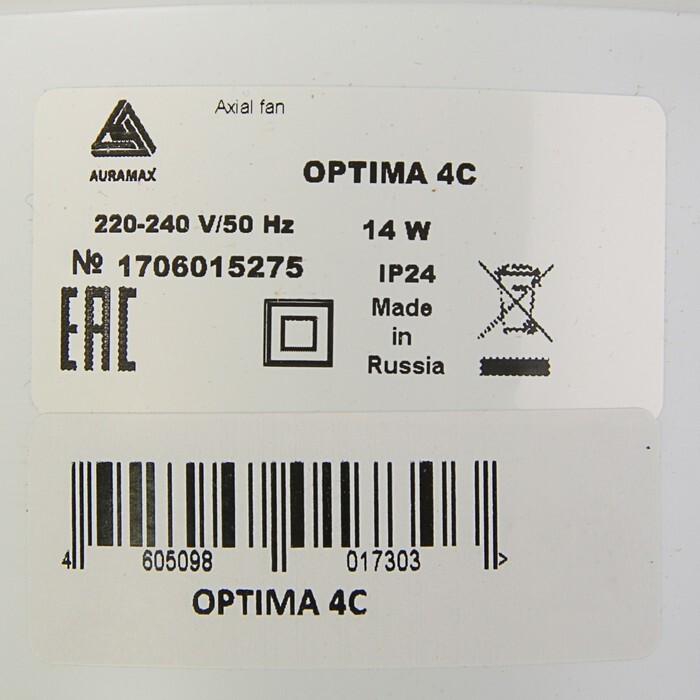 Axial fan
AURAMAX
OPTIMA 4C
220-240 V/50 Hz
14 W
№ 1706015275
IP24
EAC
Made
in
Russia
4 605098 017303 >
OPTIMA 4C